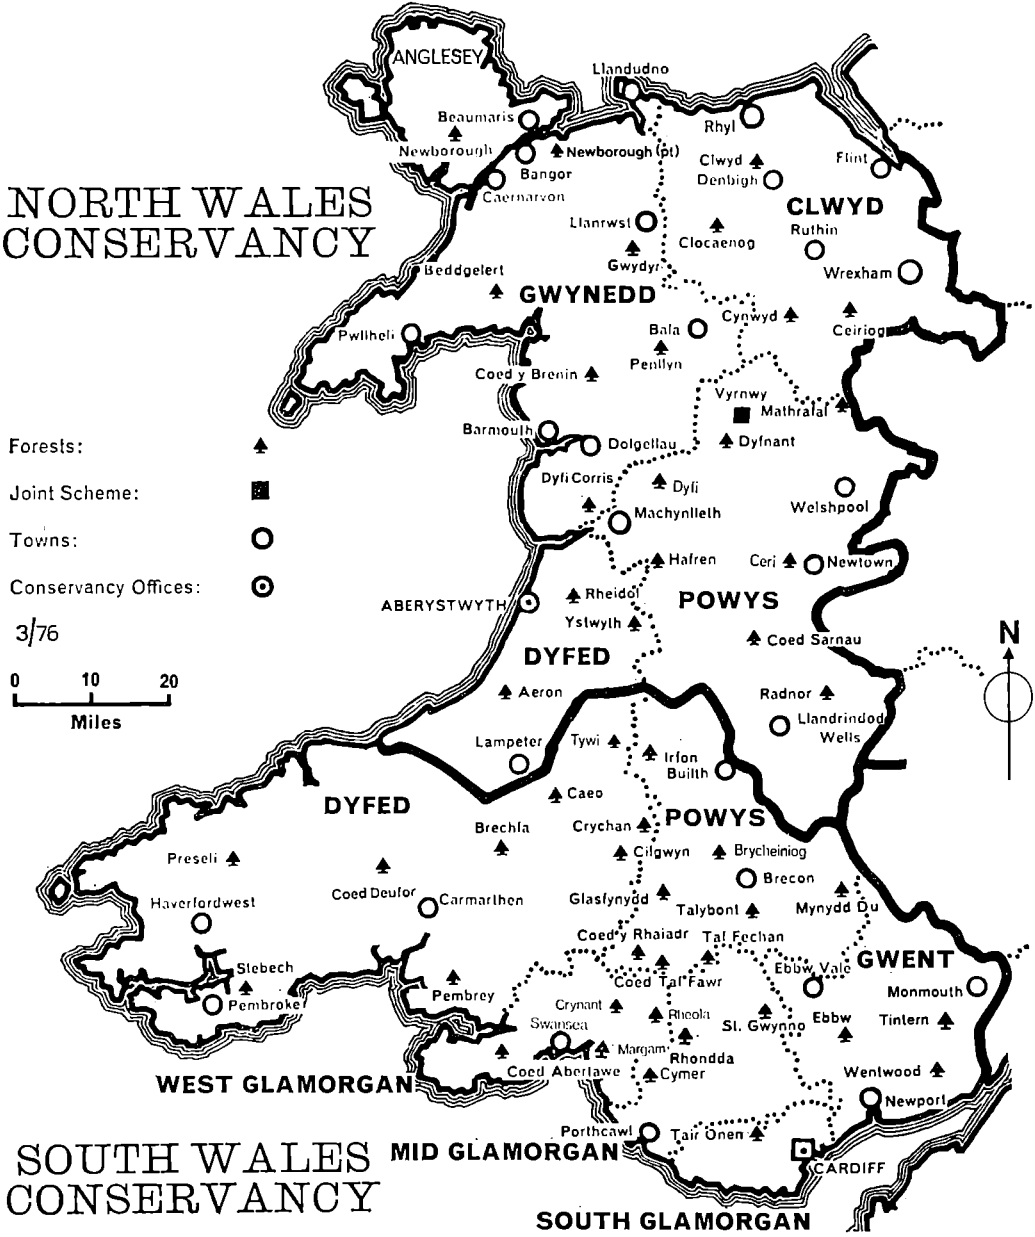 ANGLESEY
Llandudno
Beaumaris
Rhyl
Newborough
Newborough (pt)
Clwyd
Flint
Bangor
Denbigh
Caernarvon
NORTH WALES
CONSERVANCY
CLWYD
Llanrwst
Clocaenog
Ruthin
Gwydyr
Wrexham
Beddgelert
GWYNEDD
Cynwyd
Ceiriog
Pwllheli
Bala
Penllyn
Coed y Brenin
Vyrnwy
Mathrafal
Barmouth
Dolgellau
Dyfnant
Forests:
Joint Scheme:
Towns:
Conservancy Offices:
3/76
0 10 20
Miles
Dyfi Corris
Dyfi
Machynlleth
Welshpool
Hafren
Ceri
Newtown
ABERYSTWYTH
Rheidol
POWYS
Ystwyth
Coed Sarnau
N
DYFED
Aeron
Radnor
Llandrindod
Wells
Lampeter
Tywi
Irfon
Builth
DYFED
Caeo
POWYS
Brechfa
Crychan
Preseli
Cilgwyn
Brycheiniog
Coed Deufor
Carmarthen
Glasfynydd
Brecon
Haverfordwest
Talybont
Mynydd Du
Coed y Rhaiadr
Taf Fechan
GWENT
Slebech
Pembrey
Coed Taf Fawr
Ebbw Vale
Monmouth
Pembroke
Crynant
Rheola
St. Gwynno
Ebbw
Tintern
Swansea
Margam
Rhondda
Coed Abertawe
Cymer
Wentwood
WEST GLAMORGAN
Newport
Porthcawl
Tair Onen
SOUTH WALES
CONSERVANCY
MID GLAMORGAN
CARDIFF
SOUTH GLAMORGAN